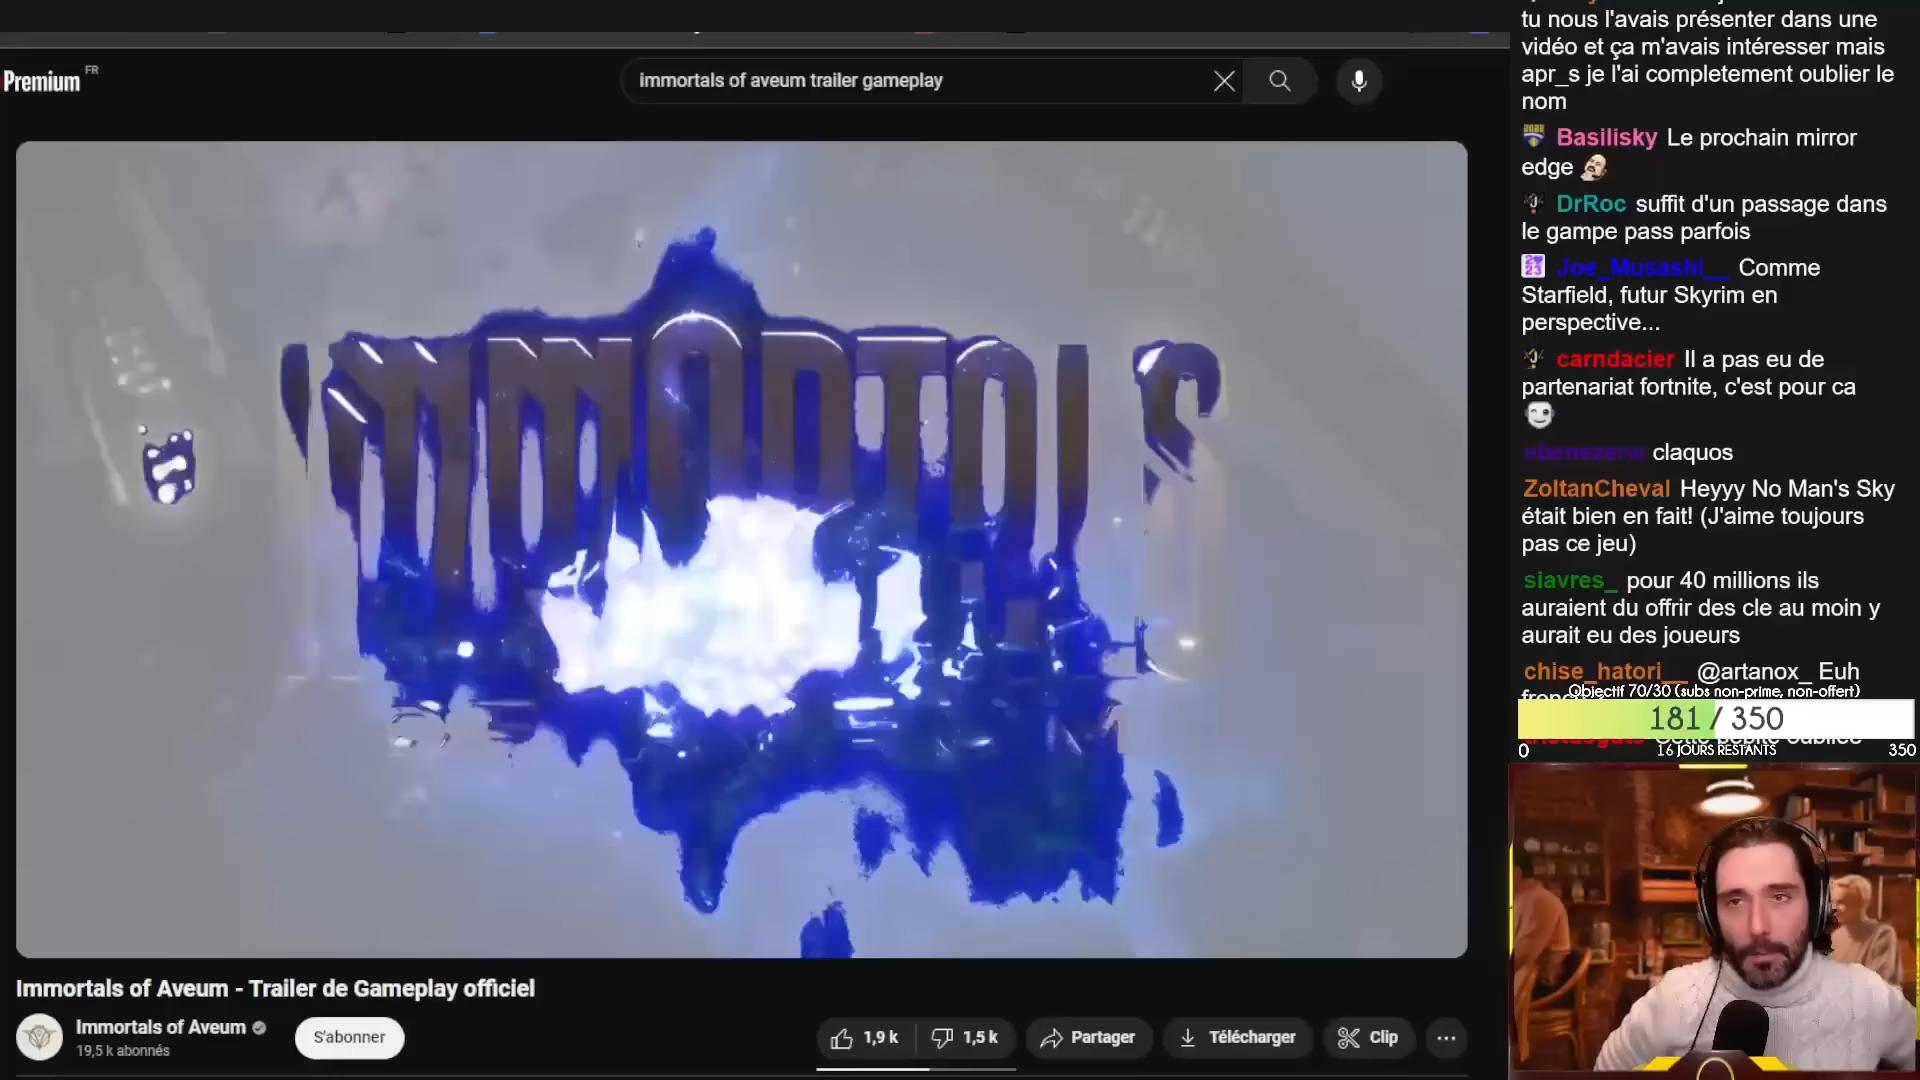 Premium FR
immortals of aveum trailer gameplay
IMMORTALS
Immortals of Aveum - Trailer de Gameplay officiel
Immortals of Aveum
19,5 k abonnés
S'abonner
1,9 k
1,5 k
Partager
Télécharger
Clip
tu nous l'avais présenter dans une
vidéo et ça m'avais intéresser mais
apr_s je l'ai completement oublier le
nom
Basilisky Le prochain mirror
edge
DrRoc suffit d'un passage dans
le gampe pass parfois
Joe_Musashi__ Comme
Starfield, futur Skyrim en
perspective...
carndacier Il a pas eu de
partenariat fortnite, c'est pour ca
ebenezerw claquos
ZoltanCheval Heyyy No Man's Sky
était bien en fait! (J'aime toujours
pas ce jeu)
siavres_ pour 40 millions ils
auraient du offrir des cle au moin y
aurait eu des joueurs
chise_hatori__ @artanox_ Euh
Objectif 70/30 (subs non-prime, non-offert)
181 / 350
0 16 JOURS RESTANTS 350